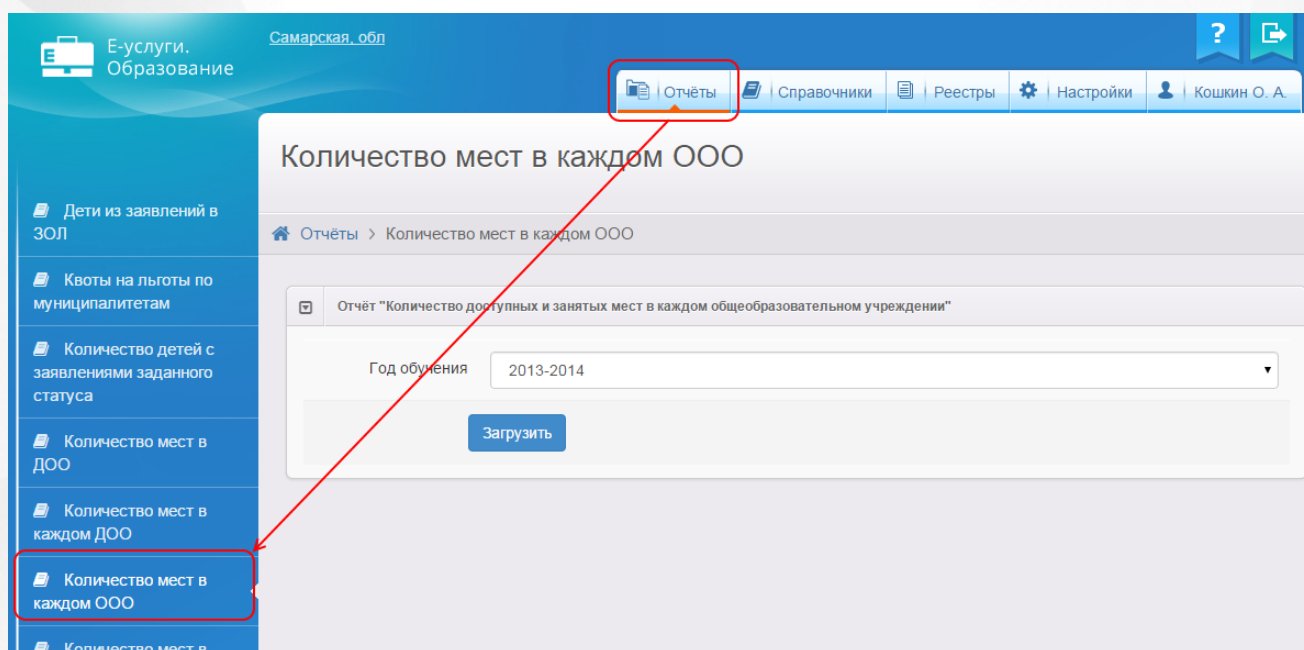 Е-услуги.
Образование
Самарская, обл
?
Отчёты
Справочники
Реестры
Настройки
Кошкин О. А.
Количество мест в каждом ООО
Отчёты > Количество мест в каждом ООО
Дети из заявлений в
ЗОЛ
Квоты на льготы по
муниципалитетам
Количество детей с
заявлениями заданного
статуса
Количество мест в
ДОО
Количество мест в
каждом ДОО
Количество мест в
каждом ООО
Количество мест в
Отчёт "Количество доступных и занятых мест в каждом общеобразовательном учреждении"
Год обучения
2013-2014
Загрузить